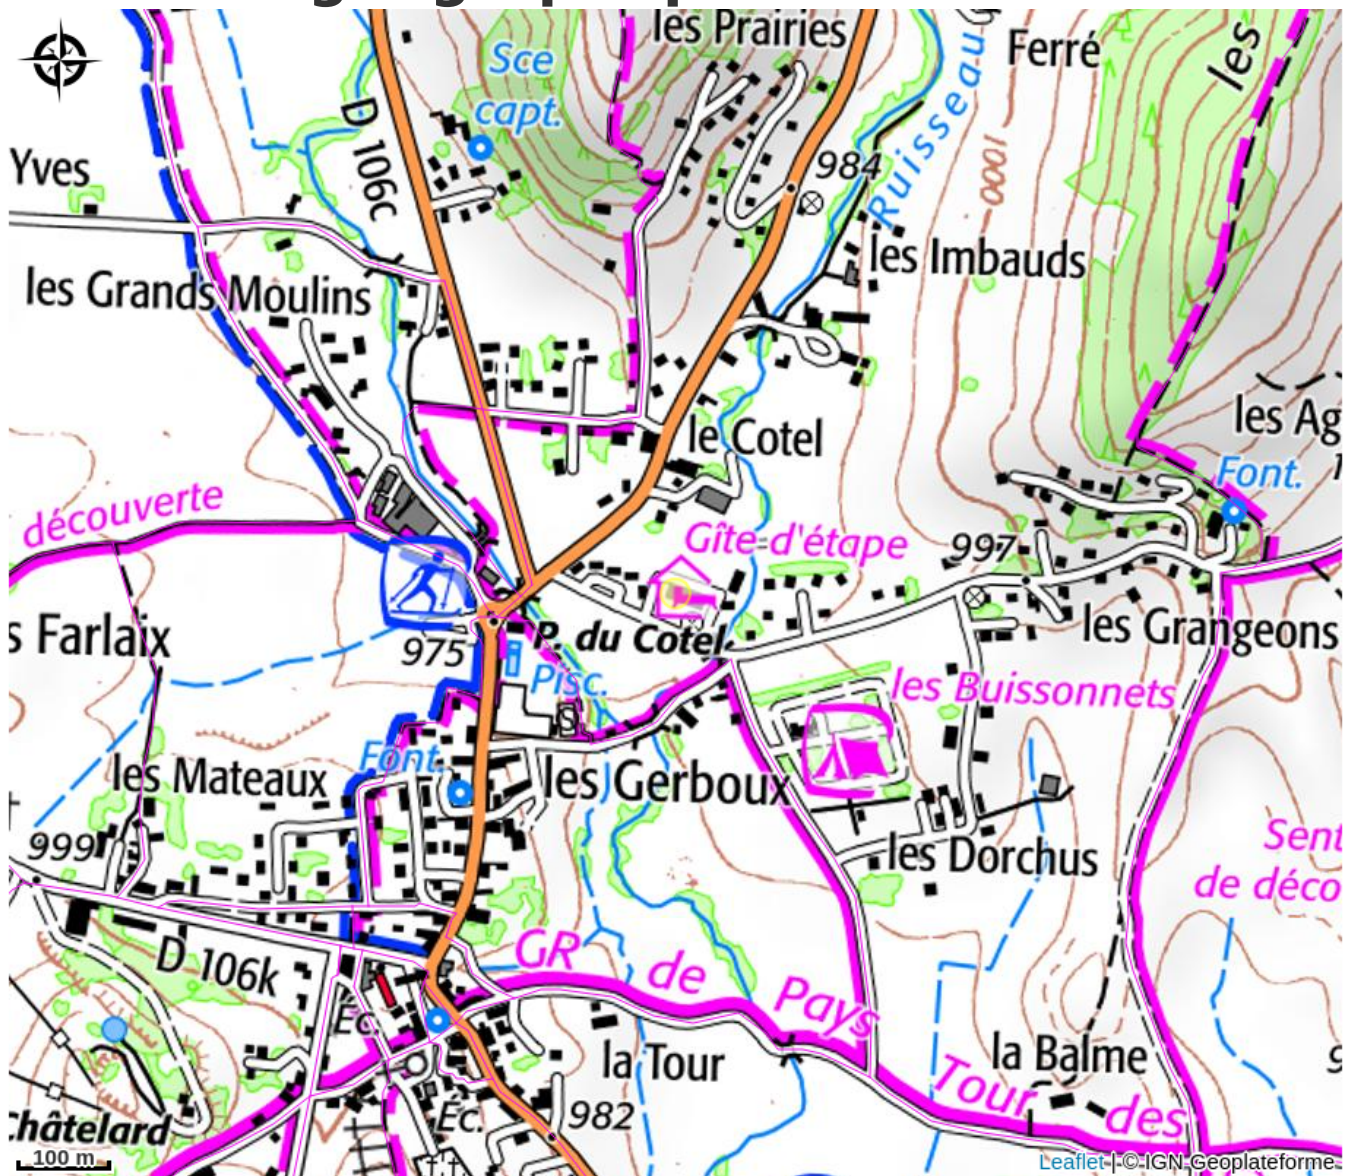 les Prairies
Sce
capt.
Ferré
les
D 106c
Ruisseau
1000
Yves
984
les Imbauds
les Grands Moulins
le Cotel
les Ag
Font.
découverte
Gîte d'étape
997
s Farlaix
975
P. du Cotel
les Grangeons
Pisc.
les Buissonnets
Font.
les Mateaux
les Gerboux
999
les Dorchus
Sent
de déco
D 106k
GR de Pays
Éc.
la Tour
la Balme
Tour des
Châtelard
Éc.
982
100 m
Leaflet | © IGN-Geoplateforme